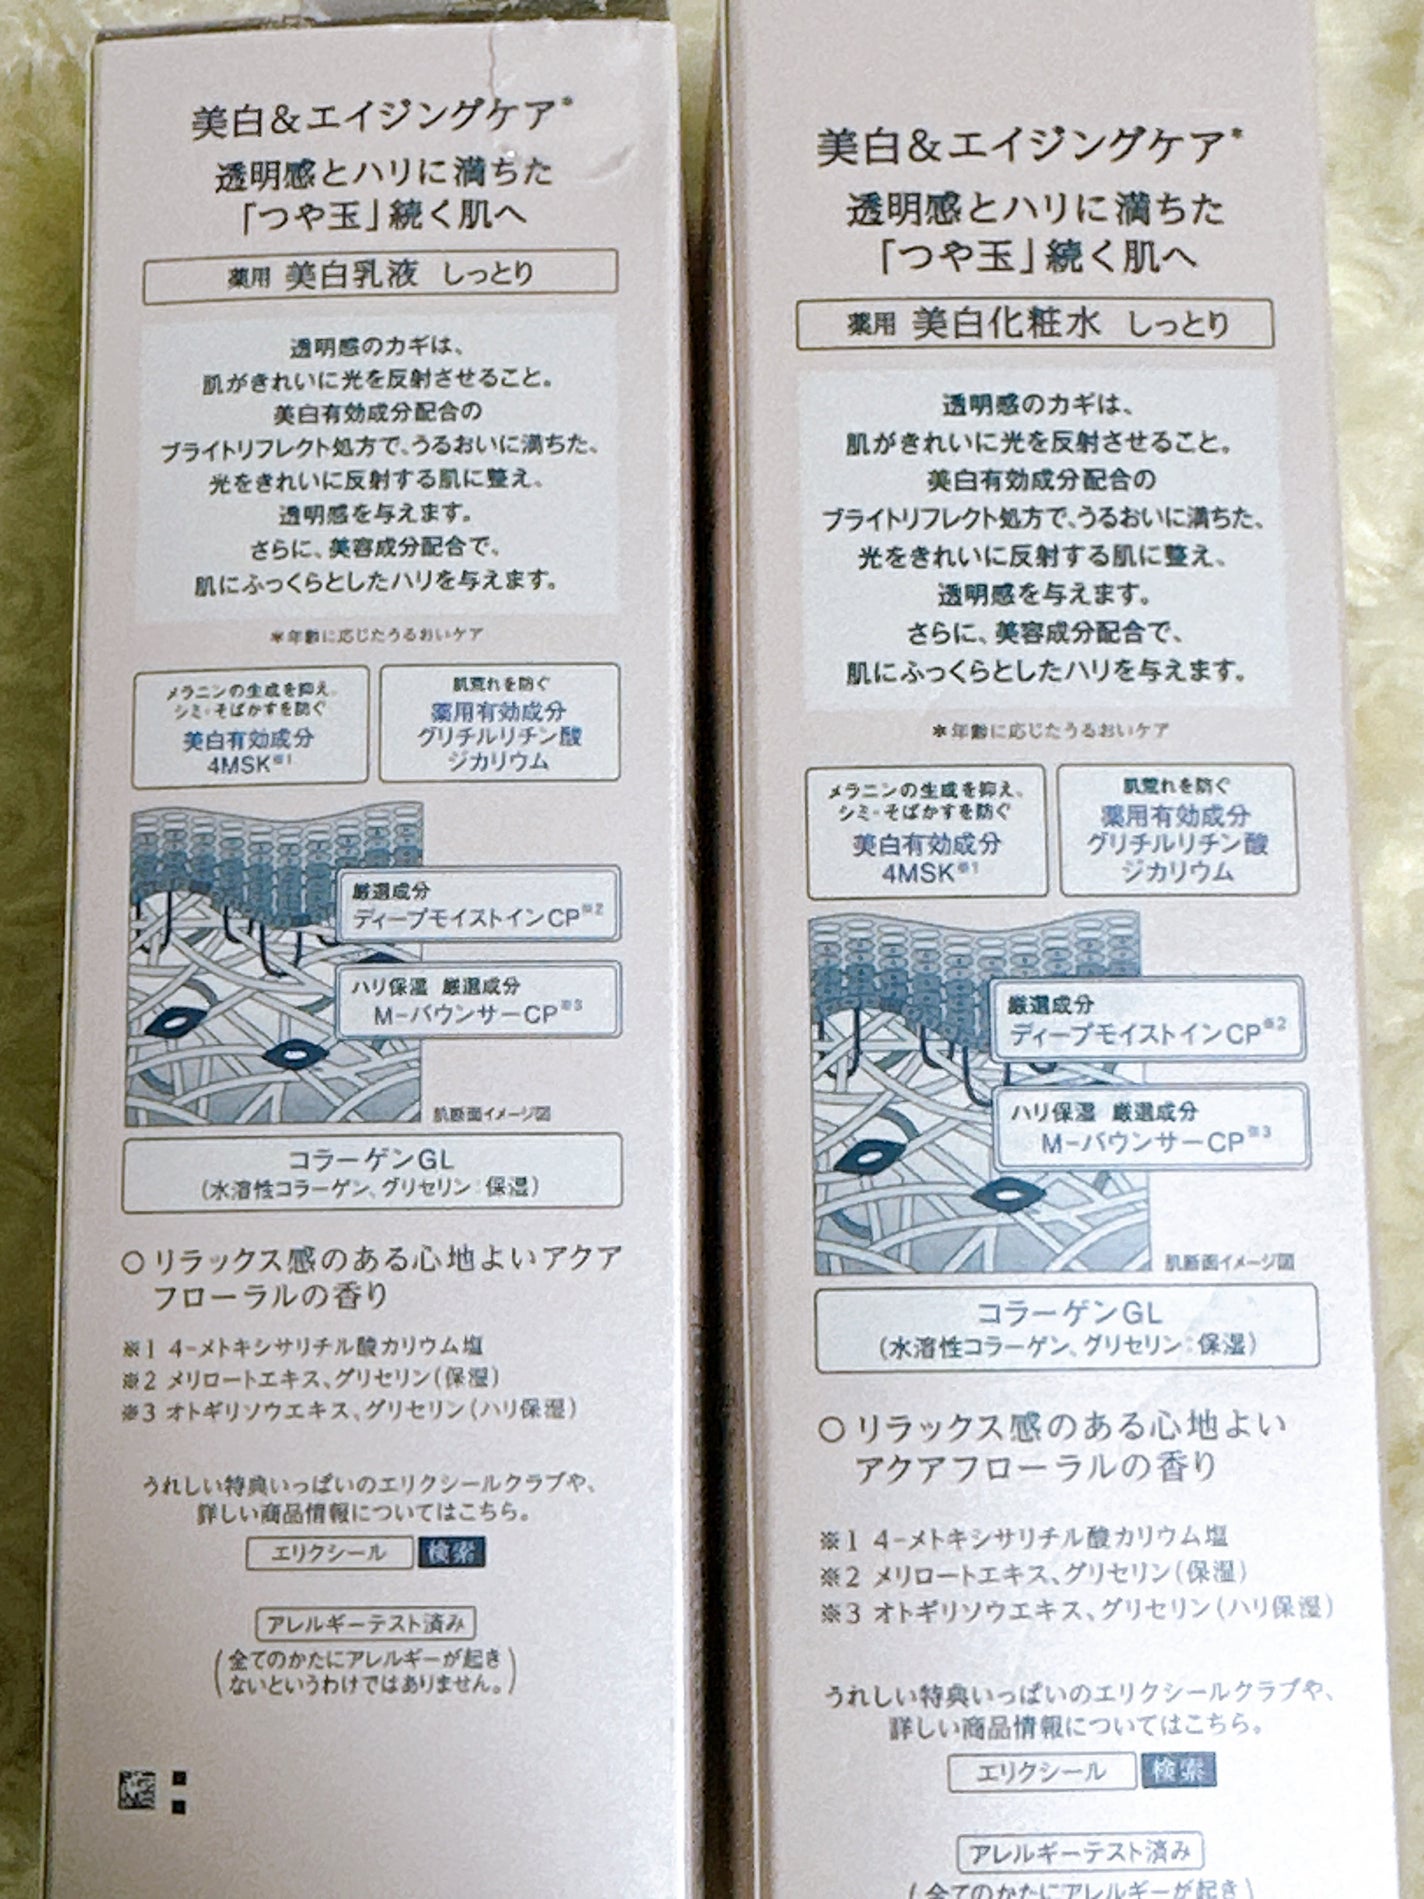 美白&エイジングケア*
透明感とハリに満ちた
「つや玉」続く肌へ
薬用 美白乳液 しっとり
透明感のカギは、
肌がきれいに光を反射させること。
美白有効成分配合の
ブライトリフレクト処方で、うるおいに満ちた、
光をきれいに反射する肌に整え、
透明感を与えます。
さらに、美容成分配合で、
肌にふっくらとしたハリを与えます。
*年齢に応じたうるおいケア
メラニンの生成を抑え、
シミ・そばかすを防ぐ
美白有効成分
4MSK※1
肌荒れを防ぐ
薬用有効成分
グリチルリチン酸
ジカリウム
厳選成分
ディープモイストインCP※2
ハリ保湿 厳選成分
M-バウンサーCP※3
肌断面イメージ図
コラーゲンGL
(水溶性コラーゲン、グリセリン:保湿)
○リラックス感のある心地よいアクア
フローラルの香り
※1 4-メトキシサリチル酸カリウム塩
※2 メリロートエキス、グリセリン(保湿)
※3 オトギリソウエキス、グリセリン(ハリ保湿)
うれしい特典いっぱいのエリクシールクラブや、
詳しい商品情報についてはこちら。
エリクシール 検索
アレルギーテスト済み
(全てのかたにアレルギーが起き
ないというわけではありません。)
美白&エイジングケア*
透明感とハリに満ちた
「つや玉」続く肌へ
薬用 美白化粧水 しっとり
透明感のカギは、
肌がきれいに光を反射させること。
美白有効成分配合の
ブライトリフレクト処方で、うるおいに満ちた、
光をきれいに反射する肌に整え、
透明感を与えます。
さらに、美容成分配合で、
肌にふっくらとしたハリを与えます。
*年齢に応じたうるおいケア
メラニンの生成を抑え、
シミ・そばかすを防ぐ
美白有効成分
4MSK※1
肌荒れを防ぐ
薬用有効成分
グリチルリチン酸
ジカリウム
厳選成分
ディープモイストインCP※2
ハリ保湿 厳選成分
M-バウンサーCP※3
肌断面イメージ図
コラーゲンGL
(水溶性コラーゲン、グリセリン:保湿)
○リラックス感のある心地よい
アクアフローラルの香り
※1 4-メトキシサリチル酸カリウム塩
※2 メリロートエキス、グリセリン(保湿)
※3 オトギリソウエキス、グリセリン(ハリ保湿)
うれしい特典いっぱいのエリクシールクラブや、
詳しい商品情報についてはこちら。
エリクシール 検索
アレルギーテスト済み
(全てのかたにアレルギーが起き)